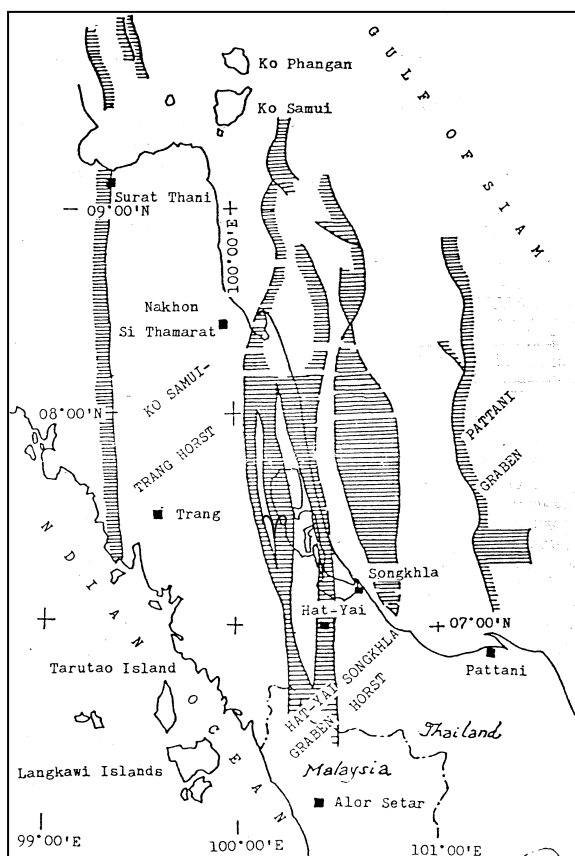 GULF OF SIAM
Ko Phangan
Ko Samui
Surat Thani
09°00'N
100°00'E
Nakhon
Si Thamarat
KO SAMUI-
TRANG HORST
08°00'N
PATTANI
GRABEN
Trang
Songkhla
Hat-Yai
07°00'N
Pattani
NDIAN OCEAN
HAT-YAI SONGKHLA
GRABEN HORST
Tarutao Island
Thailand
Langkawi Islands
Malaysia
Alor Setar
99°00'E
100°00'E
101°00'E